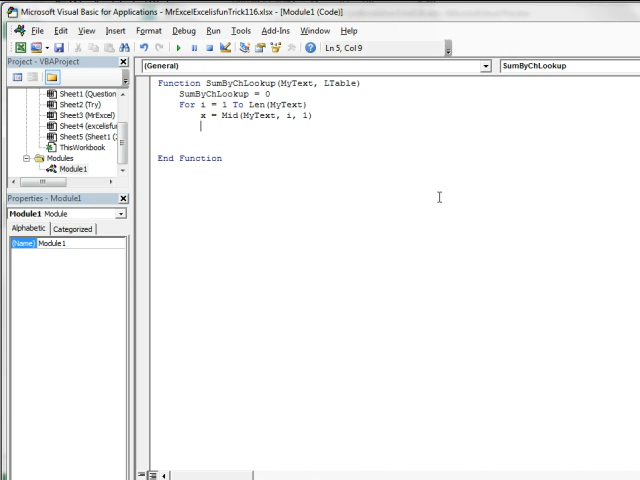 Microsoft Visual Basic for Applications - MrExcelExcelisfunTrick116.xlsx - [Module1 (Code)]
File Edit View Insert Format Debug Run Tools Add-Ins Window Help
Ln 5, Col 9
Project - VBAProject
(General)
SumByChLookup
Sheet1 (Question
Sheet2 (Try)
Sheet3 (MrExcel)
Sheet4 (excelisfun
Sheet5 (Sheet1 (2
ThisWorkbook
Modules
Module1
Properties - Module1
Module1 Module
Alphabetic Categorized
(Name) Module1
Function SumByChLookup(MyText, LTable)
SumByChLookup = 0
For i = 1 To Len(MyText)
x = Mid(MyText, i, 1)
End Function